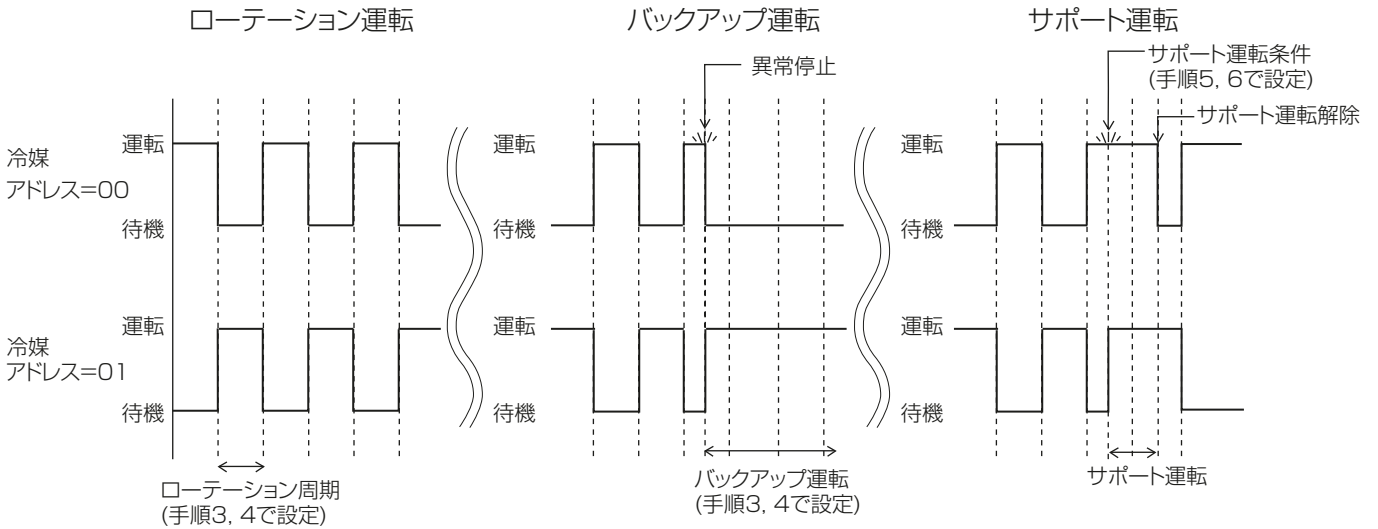 ローテーション運転
バックアップ運転
サポート運転
異常停止
サポート運転条件
(手順5, 6で設定)
サポート運転解除
冷媒
アドレス=00
運転
待機
運転
待機
運転
待機
冷媒
アドレス=01
運転
待機
運転
待機
運転
待機
ローテーション周期
(手順3, 4で設定)
バックアップ運転
(手順3, 4で設定)
サポート運転